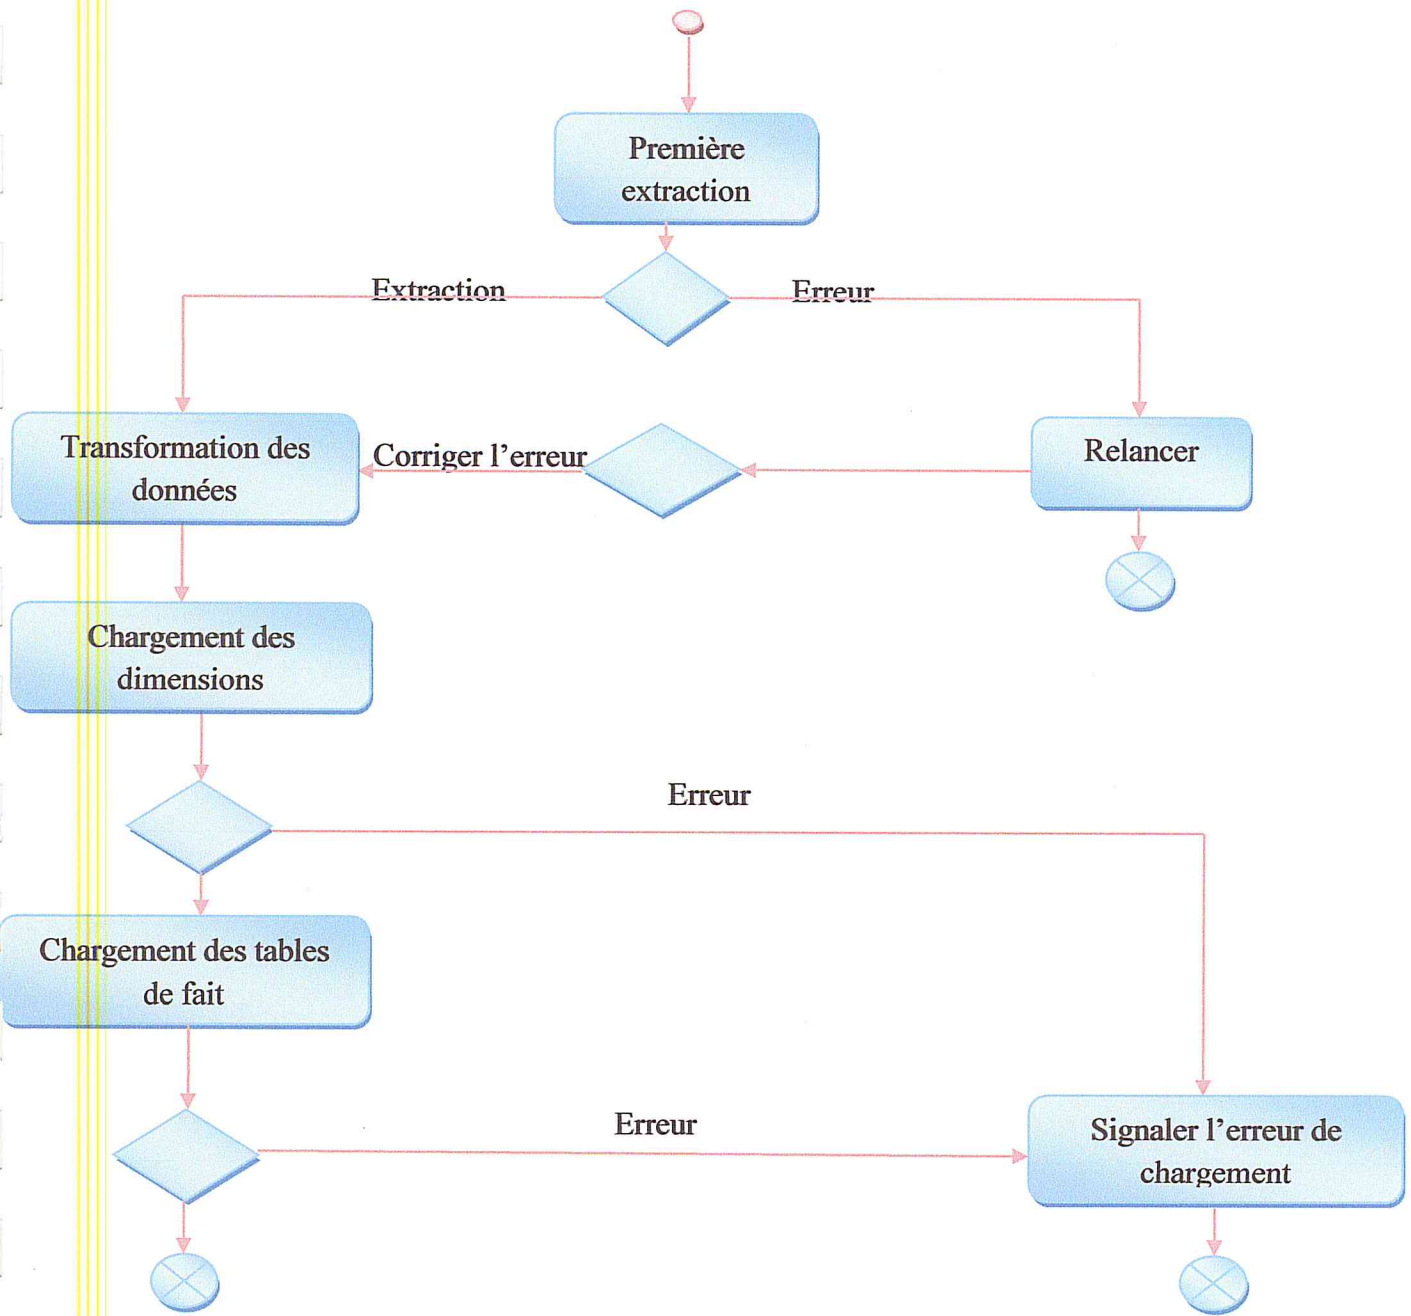 Première
extraction
Extraction
Erreur
Transformation des
données
Corriger l’erreur
Relancer
Chargement des
dimensions
Erreur
Chargement des tables
de fait
Erreur
Signaler l’erreur de
chargement